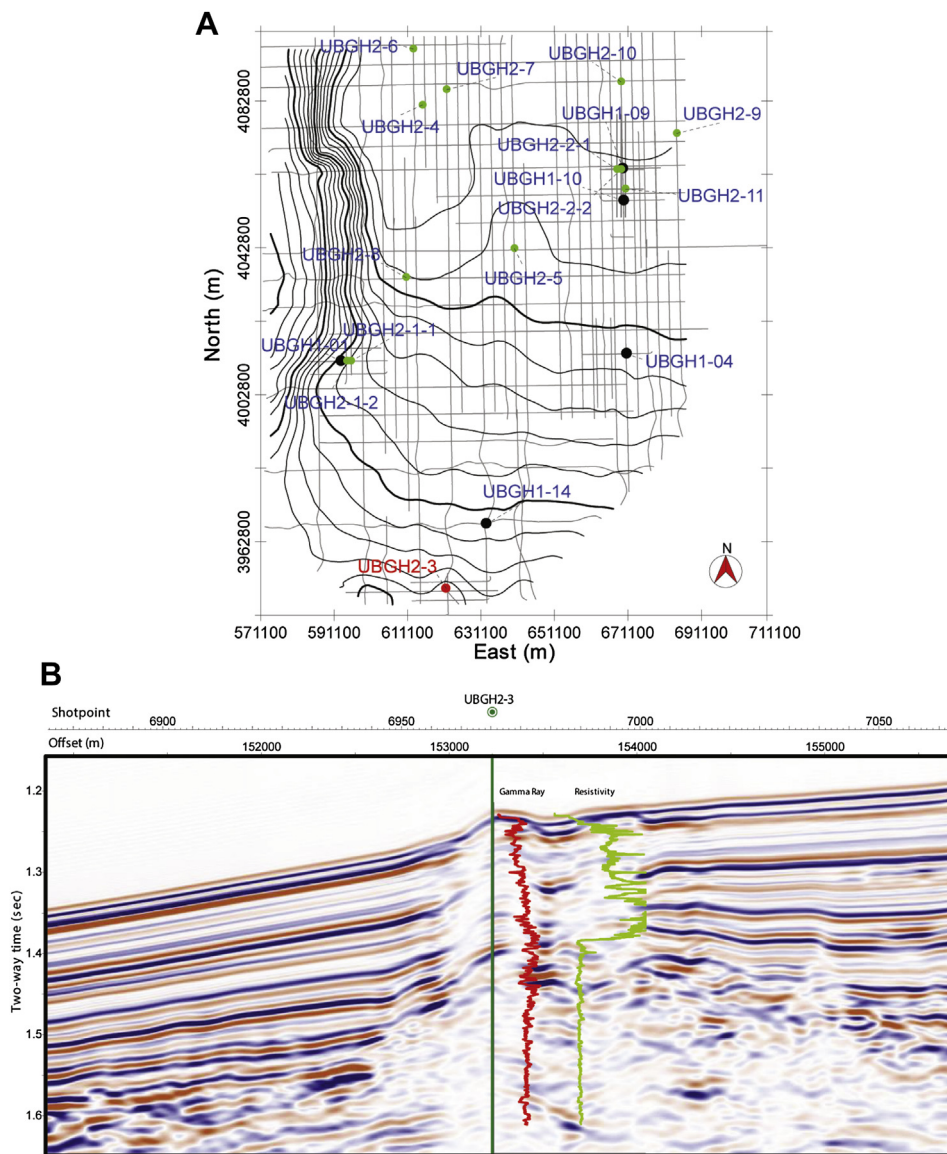 A
UBGH2-6
UBGH2-10
UBGH2-7
UBGH1-09
UBGH2-9
UBGH2-4
UBGH2-2-1
UBGH1-10
UBGH2-11
UBGH2-2-2
UBGH2-8
UBGH2-5
UBGH2-1-1
UBGH1-01
UBGH1-04
UBGH2-1-2
UBGH1-14
UBGH2-3
N
North (m)
4082800
4042800
4002800
3962800
571100 591100 611100 631100 651100 671100 691100 711100
East (m)
B
UBGH2-3
Shotpoint 6900 6950 7000 7050
Offset (m) 152000 153000 154000 155000
Gamma Ray Resistivity
Two-way time (sec)
1.2
1.3
1.4
1.5
1.6